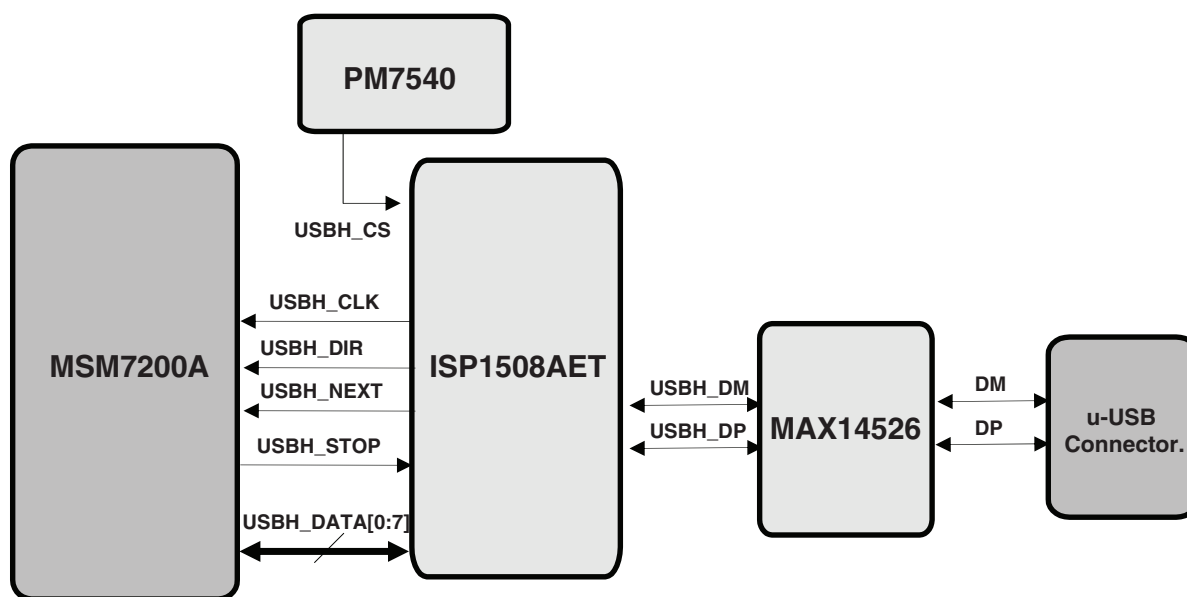 PM7540
USBH_CS
MSM7200A
USBH_CLK
USBH_DIR
USBH_NEXT
USBH_STOP
USBH_DATA[0:7]
ISP1508AET
USBH_DM
USBH_DP
MAX14526
DM
DP
u-USB
Connector.